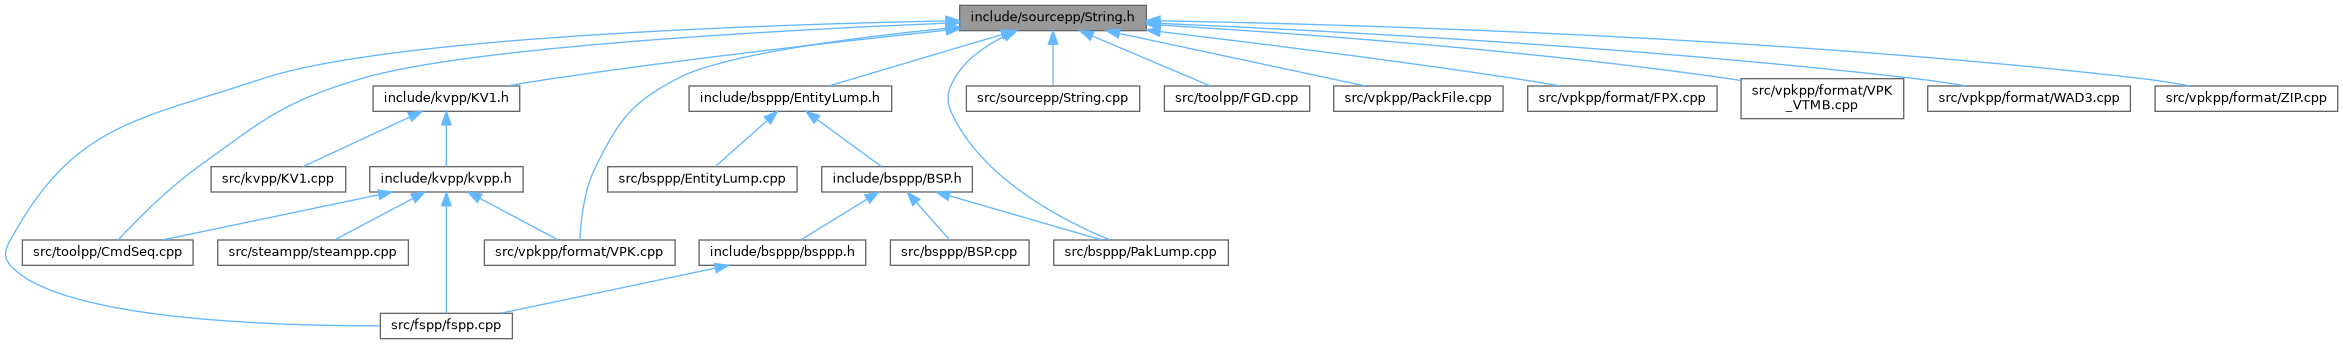 include/sourcepp/String.h
include/kvpp/KV1.h
include/bsppp/EntityLump.h
src/sourcepp/String.cpp
src/toolpp/FGD.cpp
src/vpkpp/PackFile.cpp
src/vpkpp/format/FPX.cpp
src/vpkpp/format/VPK
_VTMB.cpp
src/vpkpp/format/WAD3.cpp
src/vpkpp/format/ZIP.cpp
src/kvpp/KV1.cpp
include/kvpp/kvpp.h
src/bsppp/EntityLump.cpp
include/bsppp/BSP.h
src/toolpp/CmdSeq.cpp
src/steampp/steampp.cpp
src/vpkpp/format/VPK.cpp
include/bsppp/bsppp.h
src/bsppp/BSP.cpp
src/bsppp/PakLump.cpp
src/fspp/fspp.cpp